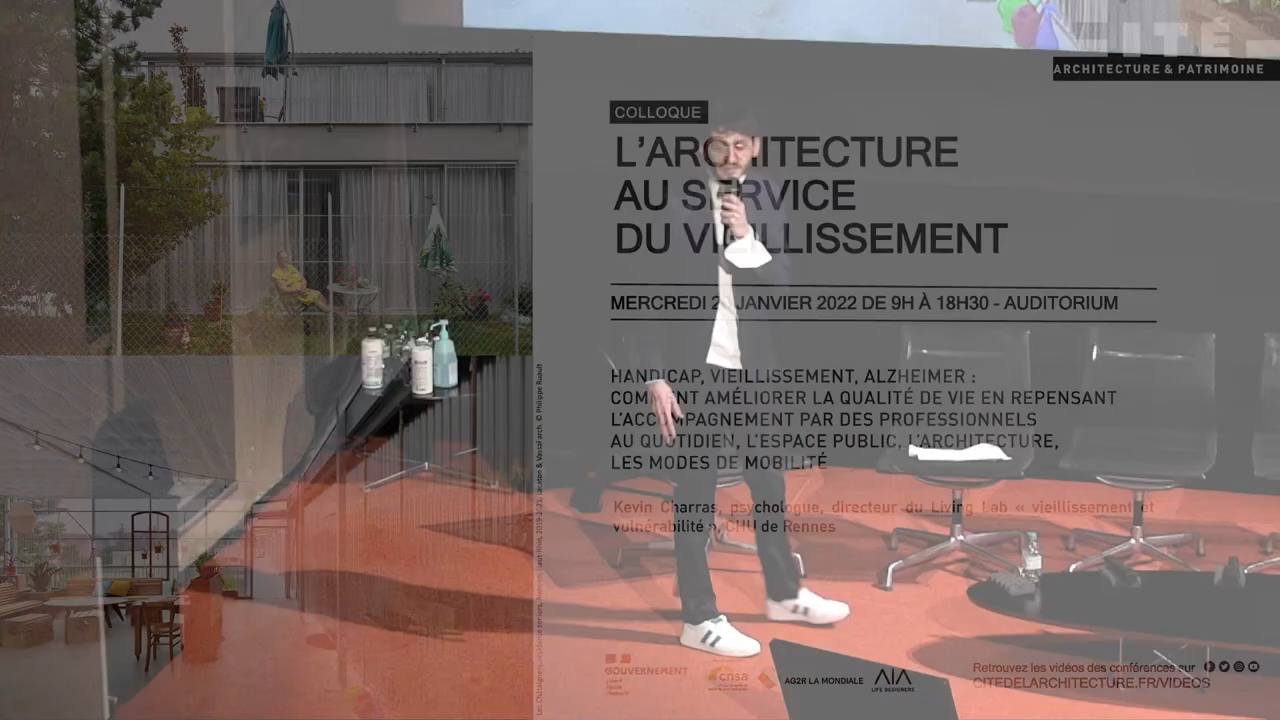 CITÉ
ARCHITECTURE & PATRIMOINE
COLLOQUE
L'ARCHITECTURE
AU SERVICE
DU VIEILLISSEMENT
MERCREDI JANVIER 2022 DE 9H À 18H30 - AUDITORIUM
HANDICAP, VIEILLISSEMENT, ALZHEIMER :
COMMENT AMÉLIORER LA QUALITÉ DE VIE EN REPENSANT
L'ACCOMPAGNEMENT PAR DES PROFESSIONNELS
AU QUOTIDIEN, L'ESPACE PUBLIC, L'ARCHITECTURE,
LES MODES DE MOBILITÉ
Kevin Charras, psychologue, directeur du Living Lab « vieillissement et
vulnérabilité », CHU de Rennes
GOUVERNEMENT
cnsa
AG2R LA MONDIALE
AIA
LIFE DESIGNERS
Retrouvez les vidéos des conférences sur
CITEDELARCHITECTURE.FR/VIDEOS